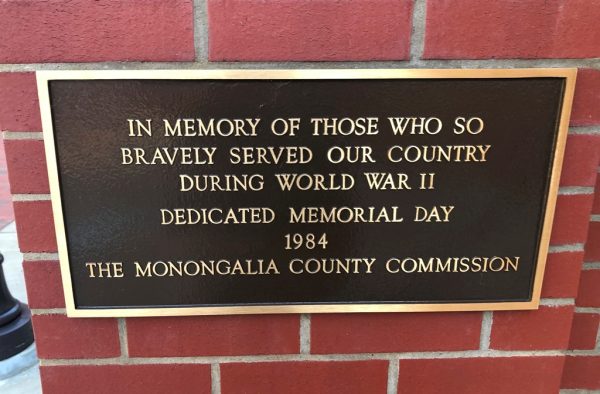 IN MEMORY OF THOSE WHO SO
BRAVELY SERVED OUR COUNTRY
DURING WORLD WAR II
DEDICATED MEMORIAL DAY
1984
THE MONONGALIA COUNTY COMMISSION